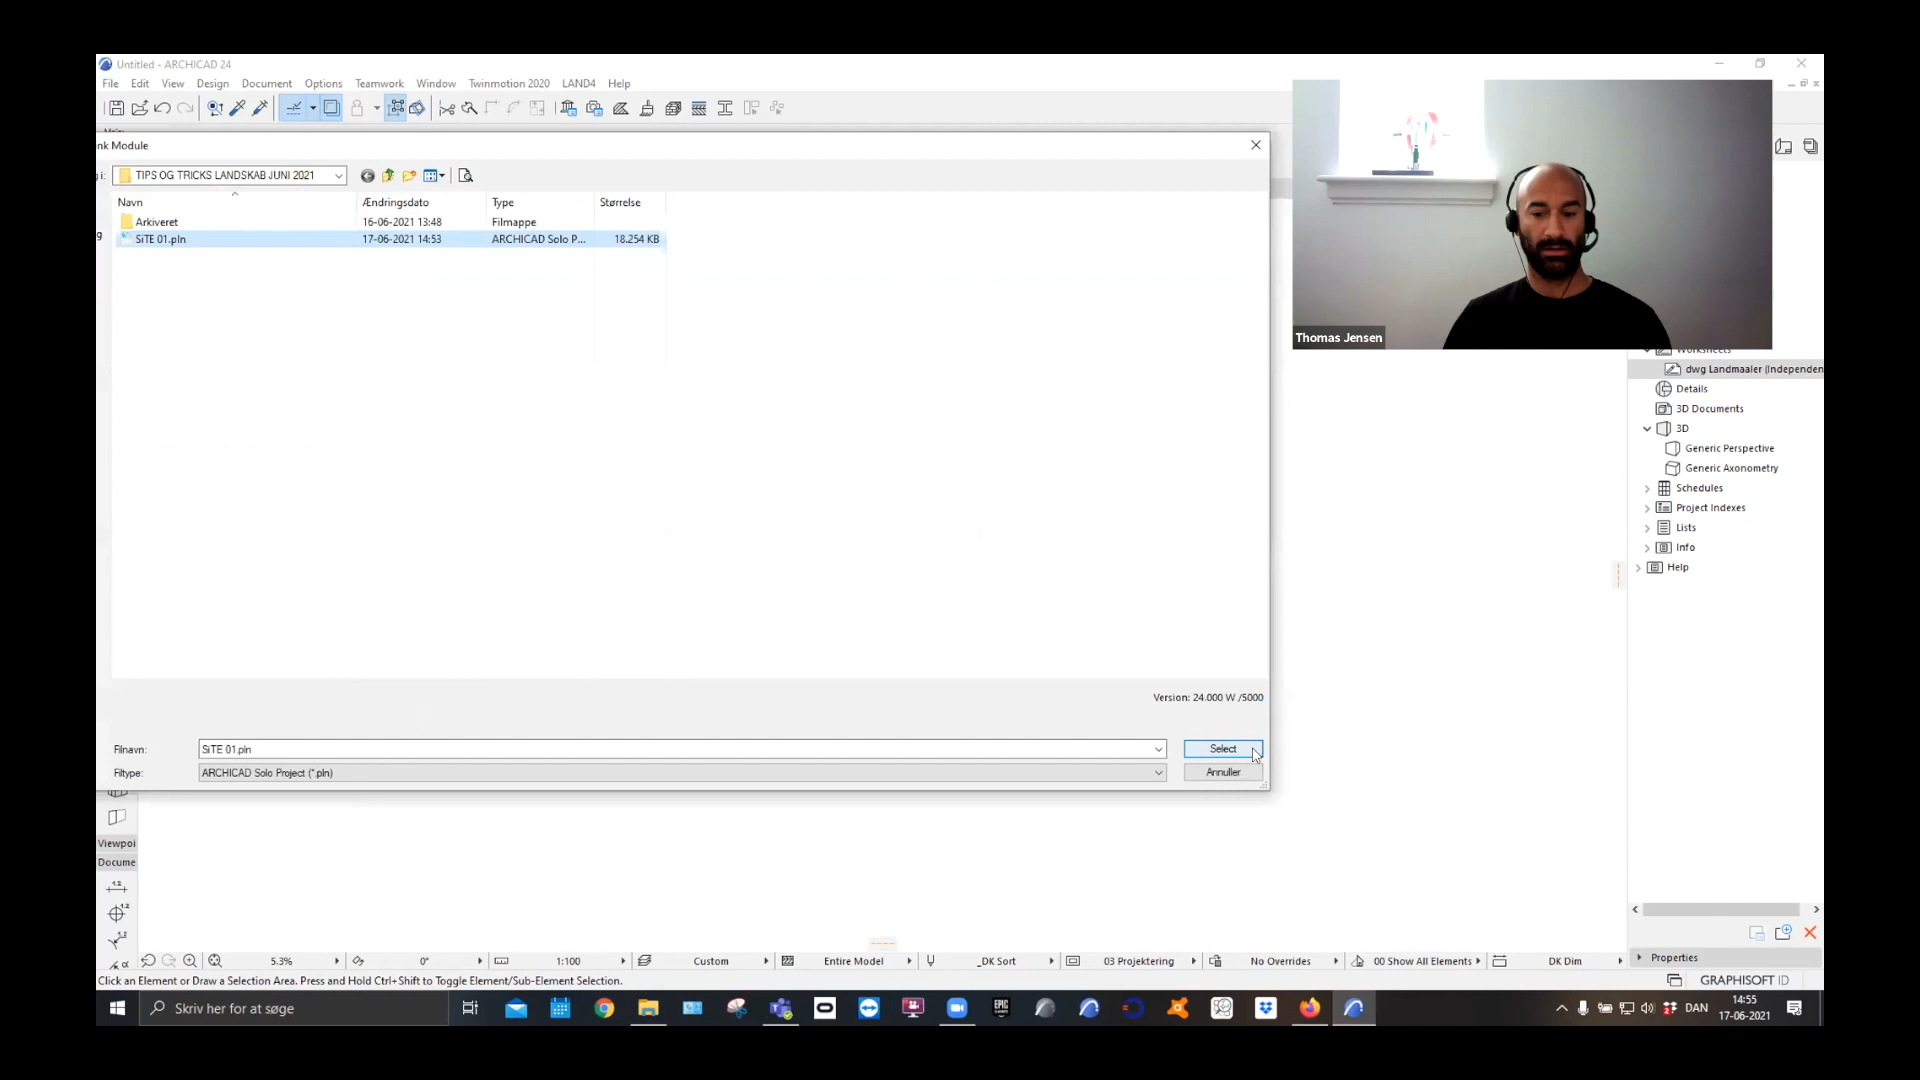 Untitled - ARCHICAD 24
File Edit View Design Document Options Teamwork Window Twinmotion 2020 LAND4 Help
nk Module
TIPS OG TRICKS LANDSKAB JUNI 2021
Navn Ændringsdato Type Størrelse
Arkiveret 16-06-2021 13:48 Filmappe
SiTE 01.pln 17-06-2021 14:53 ARCHICAD Solo P... 18.254 KB
Thomas Jensen
Worksheets
dwg Landmaaler (Independen
Details
3D Documents
3D
Generic Perspective
Generic Axonometry
Schedules
Project Indexes
Lists
Info
Help
Version: 24.000 W /5000
Filnavn: SiTE 01.pln Select
Filtype: ARCHICAD Solo Project (*.pln) Annuller
Viewpoi
Docume
5.3% 0° 1:100 Custom Entire Model _DK Sort 03 Projektering No Overrides 00 Show All Elements DK Dim
Properties
Click an Element or Draw a Selection Area. Press and Hold Ctrl+Shift to Toggle Element/Sub-Element Selection.
GRAPHISOFT ID
Skriv her for at søge
DAN
14:55
17-06-2021